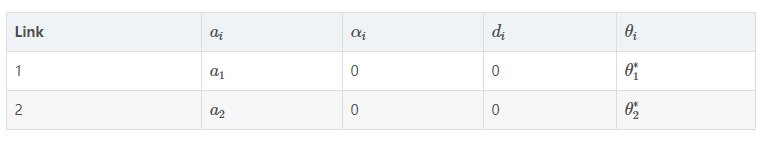 Link a_i α_i d_i θ_i
1 a_1 0 0 θ_1^*
2 a_2 0 0 θ_2^*